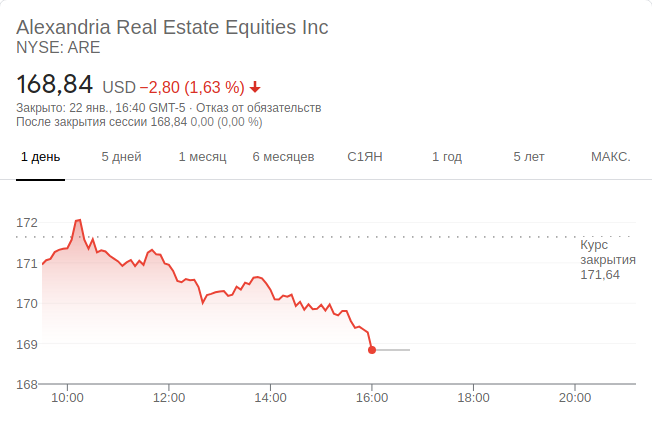 Alexandria Real Estate Equities Inc
NYSE: ARE
168,84 USD −2,80 (1,63 %)
Закрыто: 22 янв., 16:40 GMT-5 · Отказ от обязательств
После закрытия сессии 168,84 0,00 (0,00 %)
1 день 5 дней 1 месяц 6 месяцев С1ЯН 1 год 5 лет МАКС.
172
171
170
169
168
Курс
закрытия
171,64
10:00 12:00 14:00 16:00 18:00 20:00